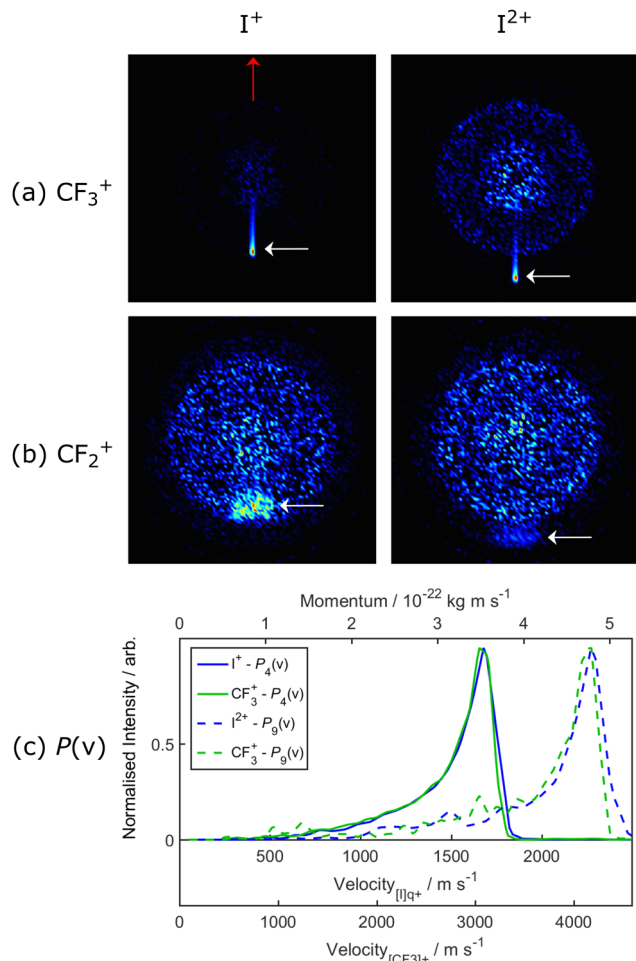 I⁺ I²⁺
(a) CF₃⁺
(b) CF₂⁺
Momentum / 10⁻²² kg m s⁻¹
0 1 2 3 4 5
(c) P(v)
Normalised Intensity / arb.
0.5
0
I⁺ - P₄(v)
CF₃⁺ - P₄(v)
I²⁺ - P₉(v)
CF₃⁺ - P₉(v)
500 1000 1500 2000
Velocity[I]q+ / m s⁻¹
0 1000 2000 3000 4000
Velocity[CF3]+ / m s⁻¹